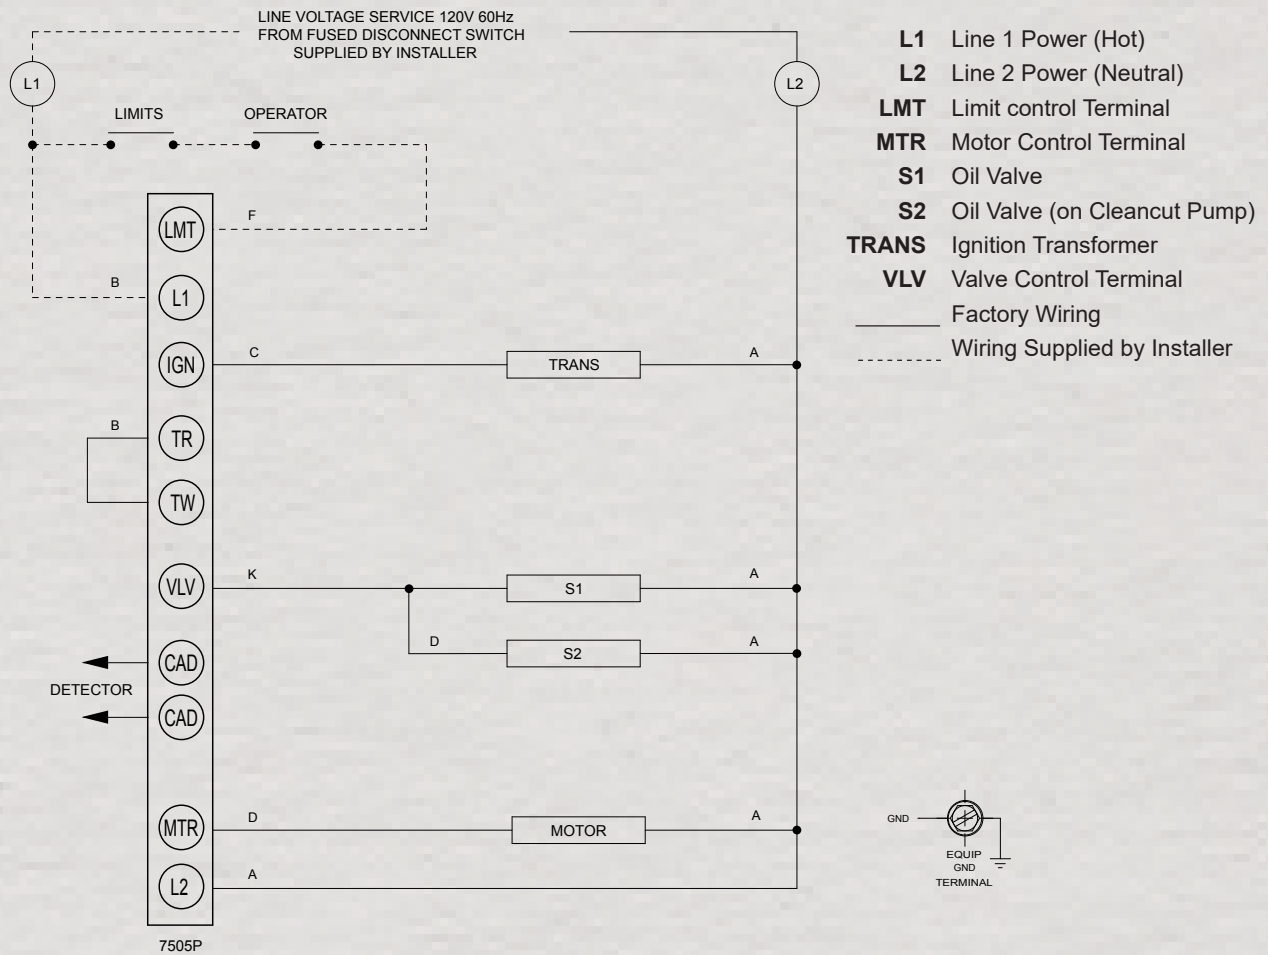 LINE VOLTAGE SERVICE 120V 60Hz
FROM FUSED DISCONNECT SWITCH
SUPPLIED BY INSTALLER
L1
L2
LIMITS
OPERATOR
LMT
F
B
L1
IGN
C
TRANS
A
B
TR
TW
VLV
K
S1
A
D
S2
A
CAD
DETECTOR
CAD
MTR
D
MOTOR
A
L2
A
7505P
L1 Line 1 Power (Hot)
L2 Line 2 Power (Neutral)
LMT Limit control Terminal
MTR Motor Control Terminal
S1 Oil Valve
S2 Oil Valve (on Cleancut Pump)
TRANS Ignition Transformer
VLV Valve Control Terminal
Factory Wiring
Wiring Supplied by Installer
GND
EQUIP
GND
TERMINAL